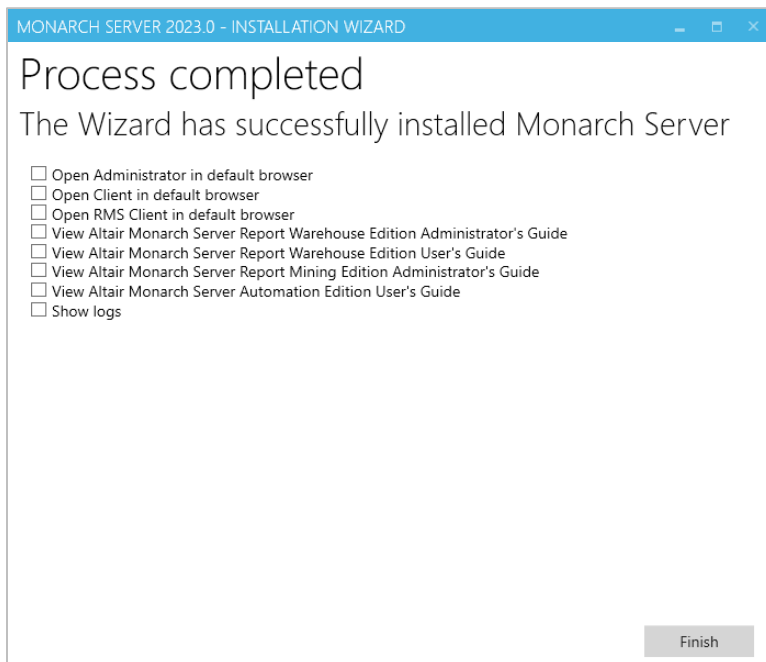 MONARCH SERVER 2023.0 - INSTALLATION WIZARD
Process completed
The Wizard has successfully installed Monarch Server
Open Administrator in default browser
Open Client in default browser
Open RMS Client in default browser
View Altair Monarch Server Report Warehouse Edition Administrator's Guide
View Altair Monarch Server Report Warehouse Edition User's Guide
View Altair Monarch Server Report Mining Edition Administrator's Guide
View Altair Monarch Server Automation Edition User's Guide
Show logs
Finish